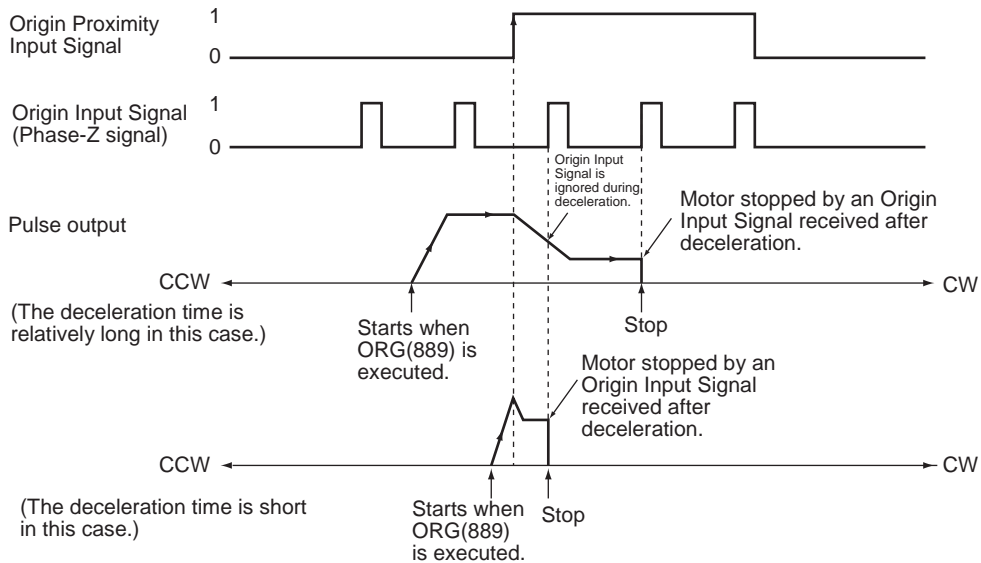 Origin Proximity
Input Signal
1
0
Origin Input Signal
(Phase-Z signal)
1
0
Origin Input
Signal is
ignored during
deceleration.
Pulse output
Motor stopped by an Origin
Input Signal received after
deceleration.
CCW
CW
(The deceleration time is
relatively long in this case.)
Starts when
ORG(889) is
executed.
Stop
Motor stopped by an
Origin Input Signal
received after
deceleration.
CCW
CW
(The deceleration time is short
in this case.)
Starts when
ORG(889)
is executed.
Stop